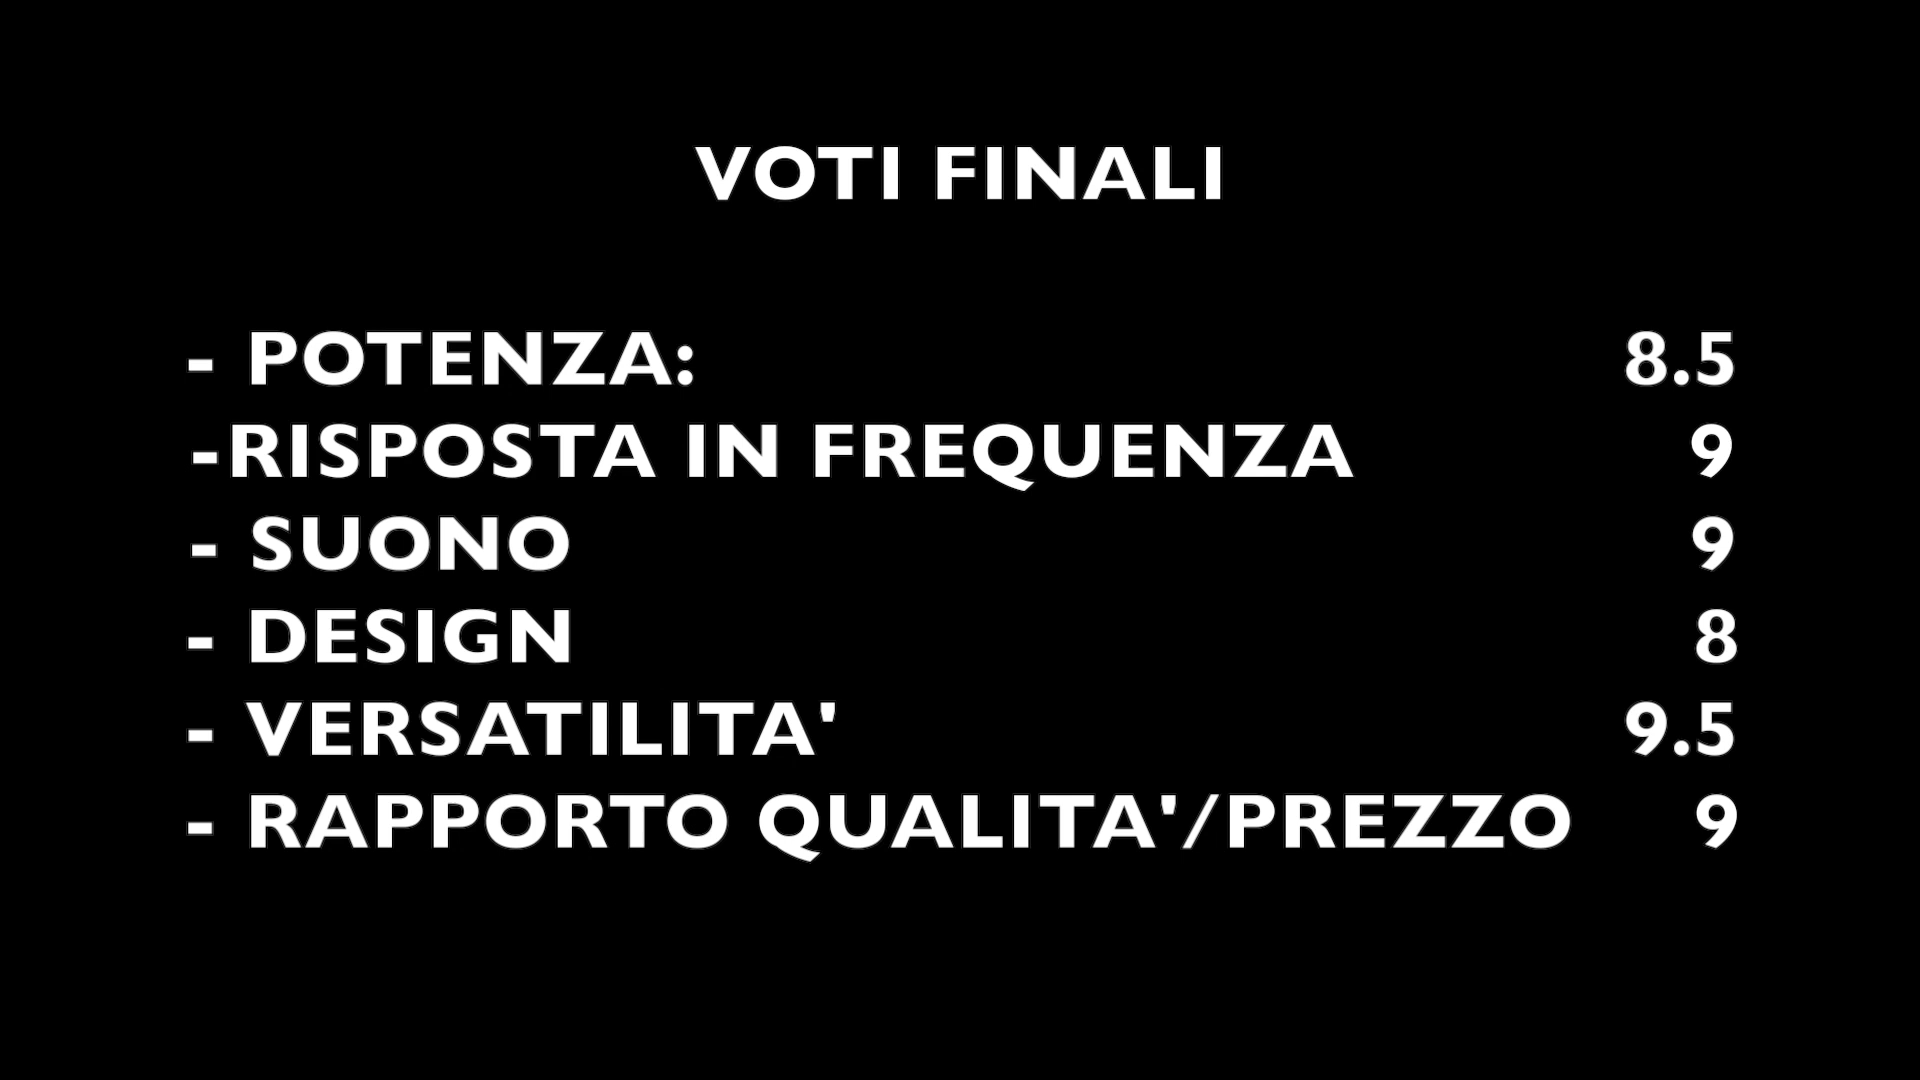 VOTI FINALI
- POTENZA: 8.5
-RISPOSTA IN FREQUENZA 9
- SUONO 9
- DESIGN 8
- VERSATILITA' 9.5
- RAPPORTO QUALITA'/PREZZO 9